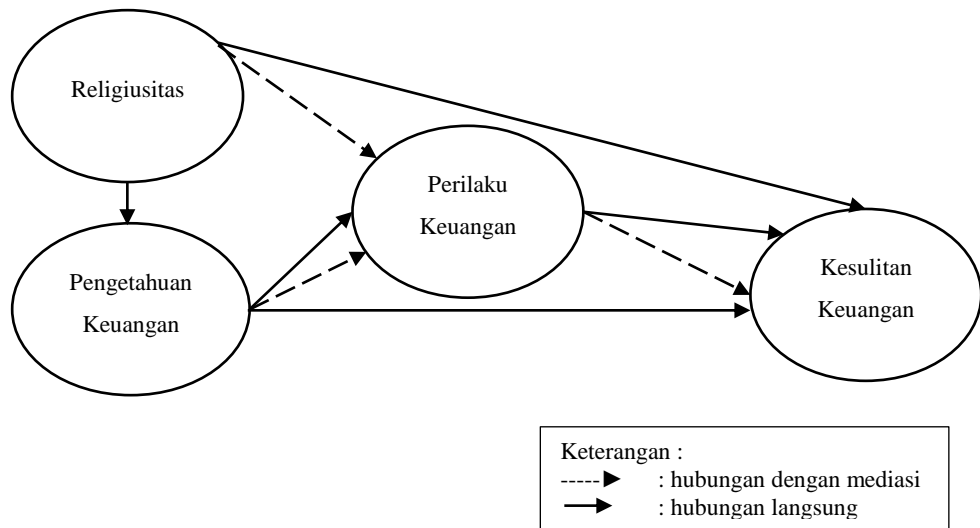 Religiusitas
Perilaku
Keuangan
Pengetahuan
Keuangan
Kesulitan
Keuangan
Keterangan :
: hubungan dengan mediasi
: hubungan langsung